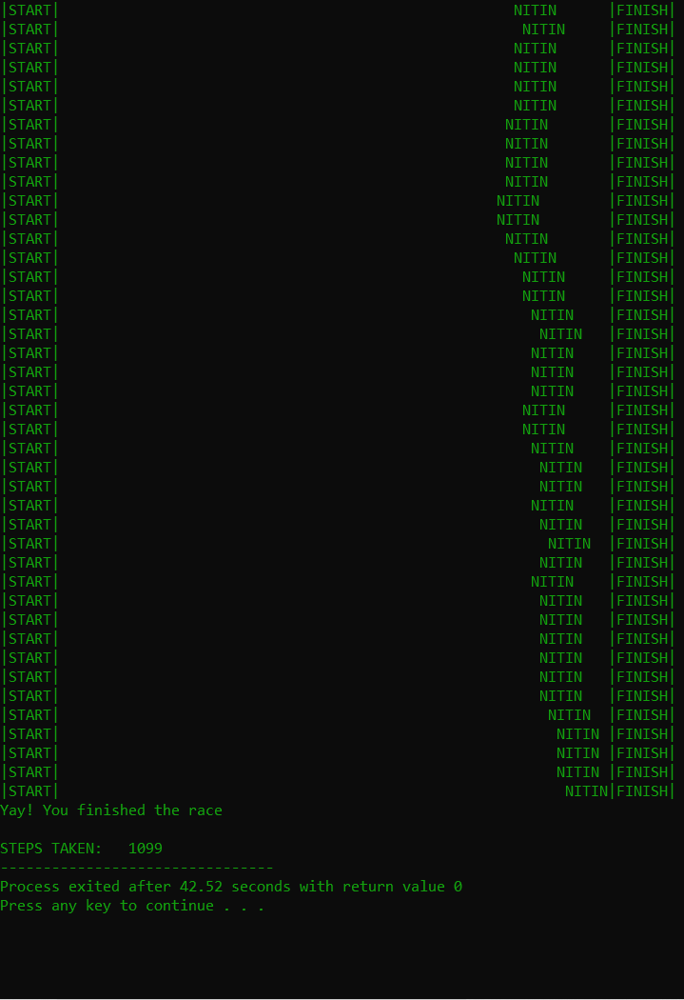 |START|                                                     NITIN      |FINISH|
|START|                                                      NITIN     |FINISH|
|START|                                                     NITIN      |FINISH|
|START|                                                     NITIN      |FINISH|
|START|                                                     NITIN      |FINISH|
|START|                                                     NITIN      |FINISH|
|START|                                                    NITIN       |FINISH|
|START|                                                    NITIN       |FINISH|
|START|                                                    NITIN       |FINISH|
|START|                                                    NITIN       |FINISH|
|START|                                                   NITIN        |FINISH|
|START|                                                   NITIN        |FINISH|
|START|                                                    NITIN       |FINISH|
|START|                                                     NITIN      |FINISH|
|START|                                                      NITIN     |FINISH|
|START|                                                      NITIN     |FINISH|
|START|                                                       NITIN    |FINISH|
|START|                                                        NITIN   |FINISH|
|START|                                                       NITIN    |FINISH|
|START|                                                       NITIN    |FINISH|
|START|                                                       NITIN    |FINISH|
|START|                                                      NITIN     |FINISH|
|START|                                                      NITIN     |FINISH|
|START|                                                       NITIN    |FINISH|
|START|                                                        NITIN   |FINISH|
|START|                                                        NITIN   |FINISH|
|START|                                                       NITIN    |FINISH|
|START|                                                        NITIN   |FINISH|
|START|                                                         NITIN  |FINISH|
|START|                                                        NITIN   |FINISH|
|START|                                                       NITIN    |FINISH|
|START|                                                        NITIN   |FINISH|
|START|                                                        NITIN   |FINISH|
|START|                                                        NITIN   |FINISH|
|START|                                                        NITIN   |FINISH|
|START|                                                        NITIN   |FINISH|
|START|                                                        NITIN   |FINISH|
|START|                                                         NITIN  |FINISH|
|START|                                                          NITIN |FINISH|
|START|                                                          NITIN |FINISH|
|START|                                                          NITIN |FINISH|
|START|                                                           NITIN|FINISH|
Yay! You finished the race

STEPS TAKEN:   1099
--------------------------------
Process exited after 42.52 seconds with return value 0
Press any key to continue . . .